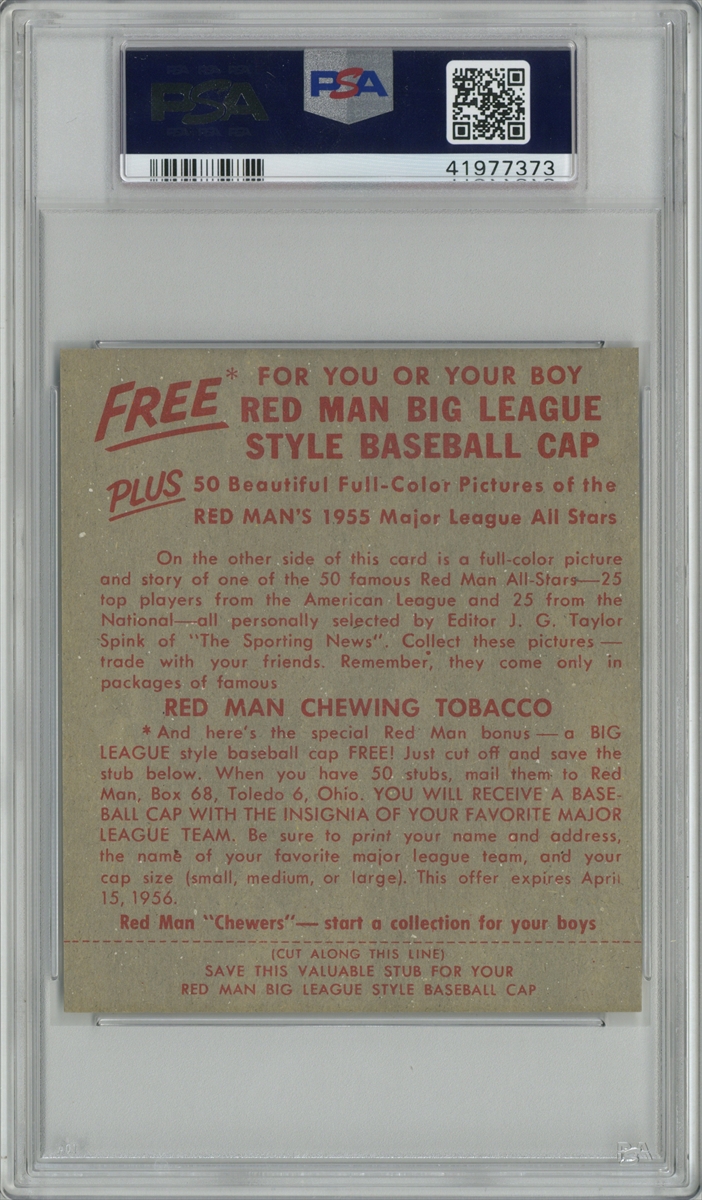 PSA
PSA
41977373
FREE* FOR YOU OR YOUR BOY
RED MAN BIG LEAGUE
STYLE BASEBALL CAP
PLUS 50 Beautiful Full-Color Pictures of the
RED MAN'S 1955 Major League All Stars
On the other side of this card is a full-color picture
and story of one of the 50 famous Red Man All-Stars—25
top players from the American League and 25 from the
National—all personally selected by Editor J. G. Taylor
Spink of "The Sporting News". Collect these pictures —
trade with your friends. Remember, they come only in
packages of famous
RED MAN CHEWING TOBACCO
*And here's the special Red Man bonus — a BIG
LEAGUE style baseball cap FREE! Just cut off and save the
stub below. When you have 50 stubs, mail them to Red
Man, Box 68, Toledo 6, Ohio. YOU WILL RECEIVE A BASE-
BALL CAP WITH THE INSIGNIA OF YOUR FAVORITE MAJOR
LEAGUE TEAM. Be sure to print your name and address,
the name of your favorite major league team, and your
cap size (small, medium, or large). This offer expires April
15, 1956.
Red Man "Chewers"— start a collection for your boys
(CUT ALONG THIS LINE)
SAVE THIS VALUABLE STUB FOR YOUR
RED MAN BIG LEAGUE STYLE BASEBALL CAP
PSA